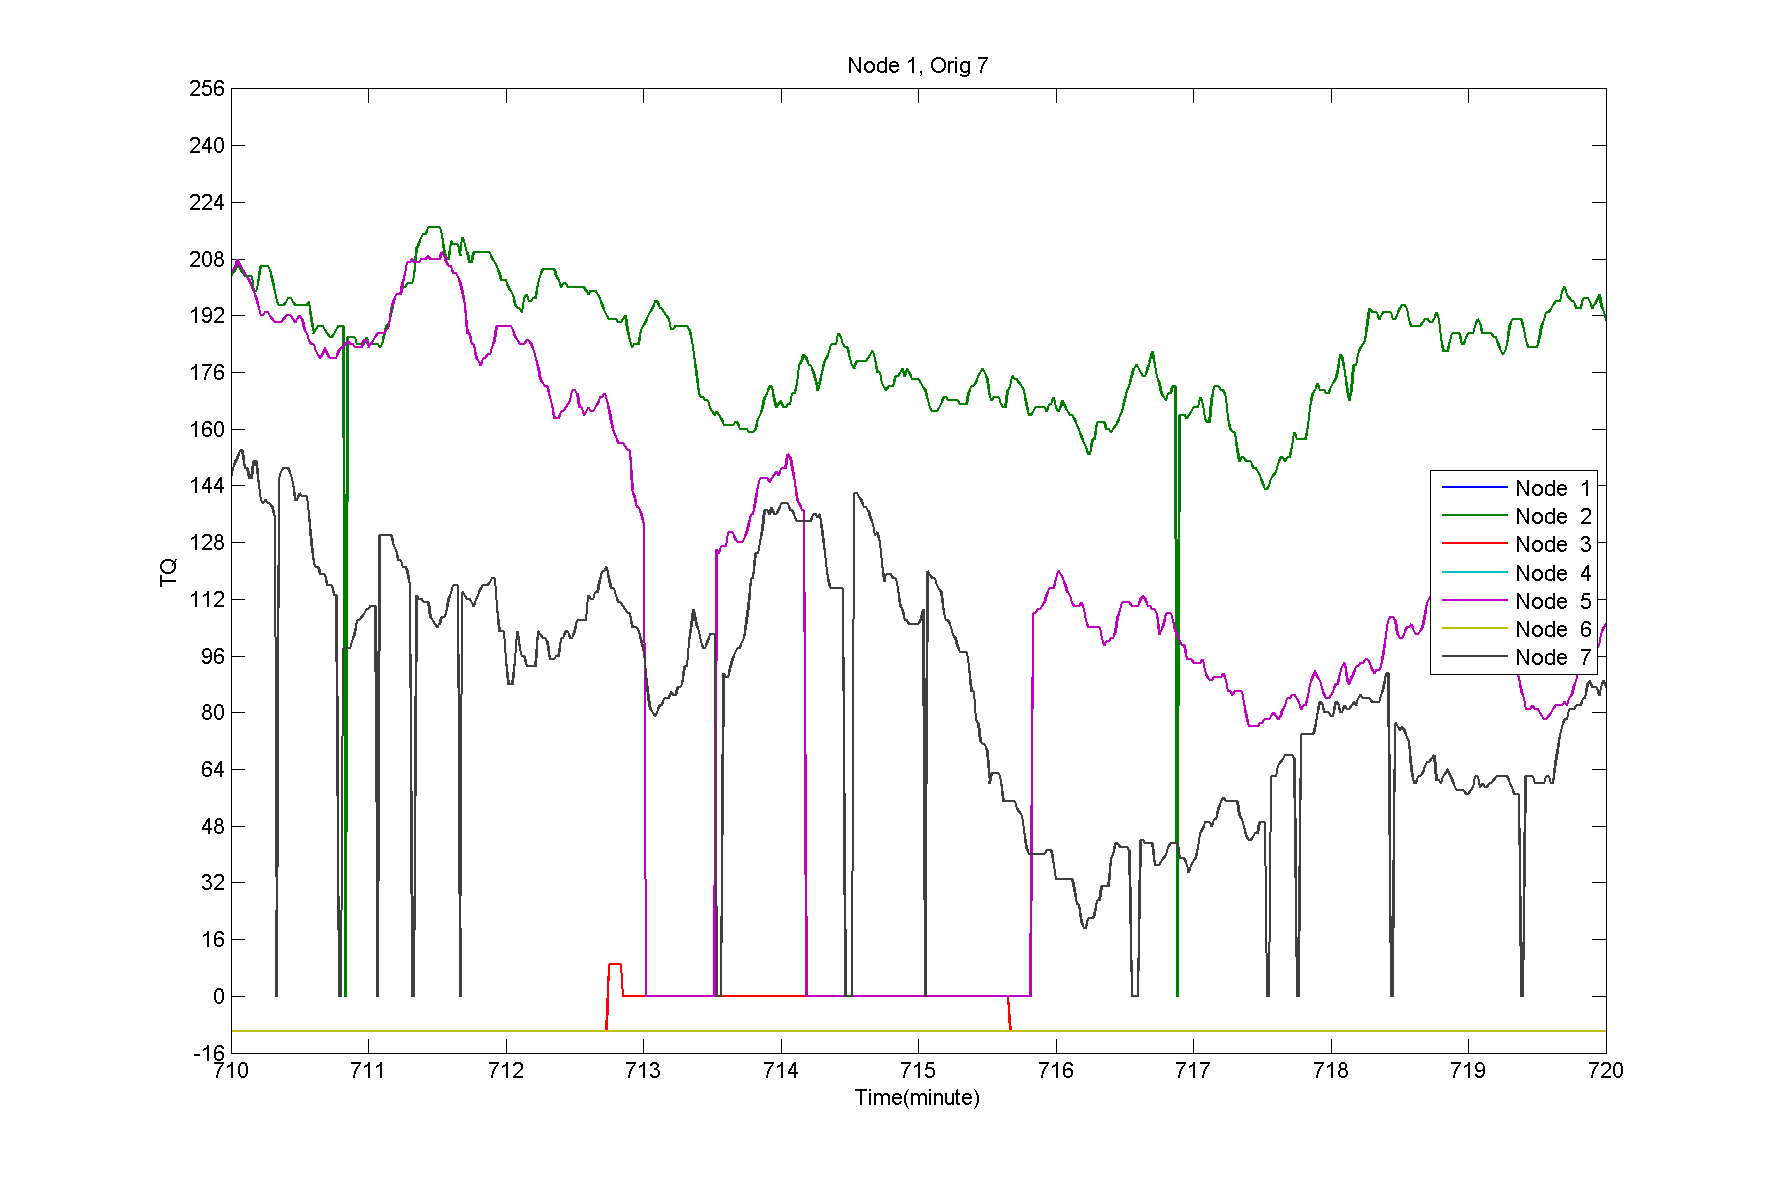 Node 1, Orig 7
256
240
224
208
192
176
160
144
128
112
96
80
64
48
32
16
0
-16
TQ
Node 1
Node 2
Node 3
Node 4
Node 5
Node 6
Node 7
710 711 712 713 714 715 716 717 718 719 720
Time(minute)